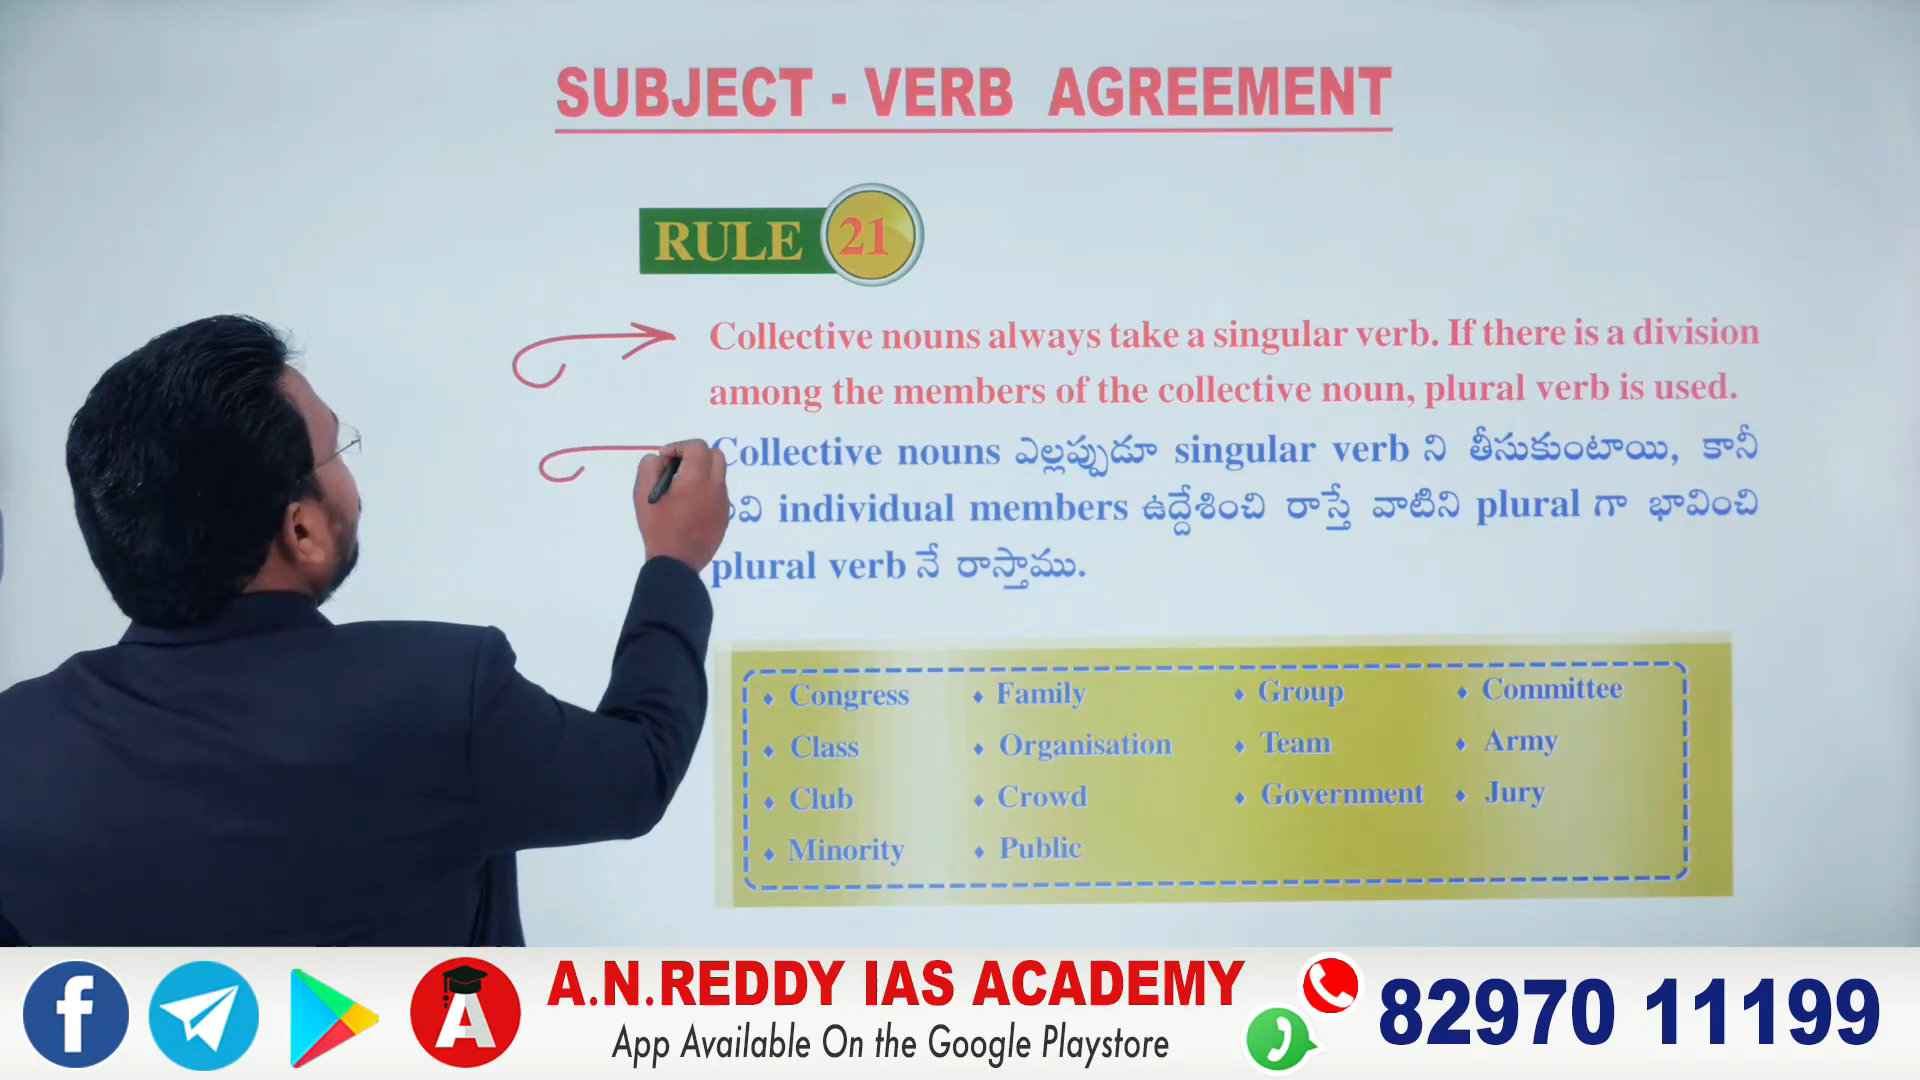 SUBJECT - VERB AGREEMENT
RULE 21
Collective nouns always take a singular verb. If there is a division
among the members of the collective noun, plural verb is used.
Collective nouns ఎల్లప్పుడూ singular verb ని తీసుకుంటాయి, కానీ
individual members ఉద్దేశించి రాస్తే వాటిని plural గా భావించి
plural verb నే రాస్తాము.
⬧ Congress ⬧ Family ⬧ Group ⬧ Committee
⬧ Class ⬧ Organisation ⬧ Team ⬧ Army
⬧ Club ⬧ Crowd ⬧ Government ⬧ Jury
⬧ Minority ⬧ Public
A.N.REDDY IAS ACADEMY
App Available On the Google Playstore
82970 11199